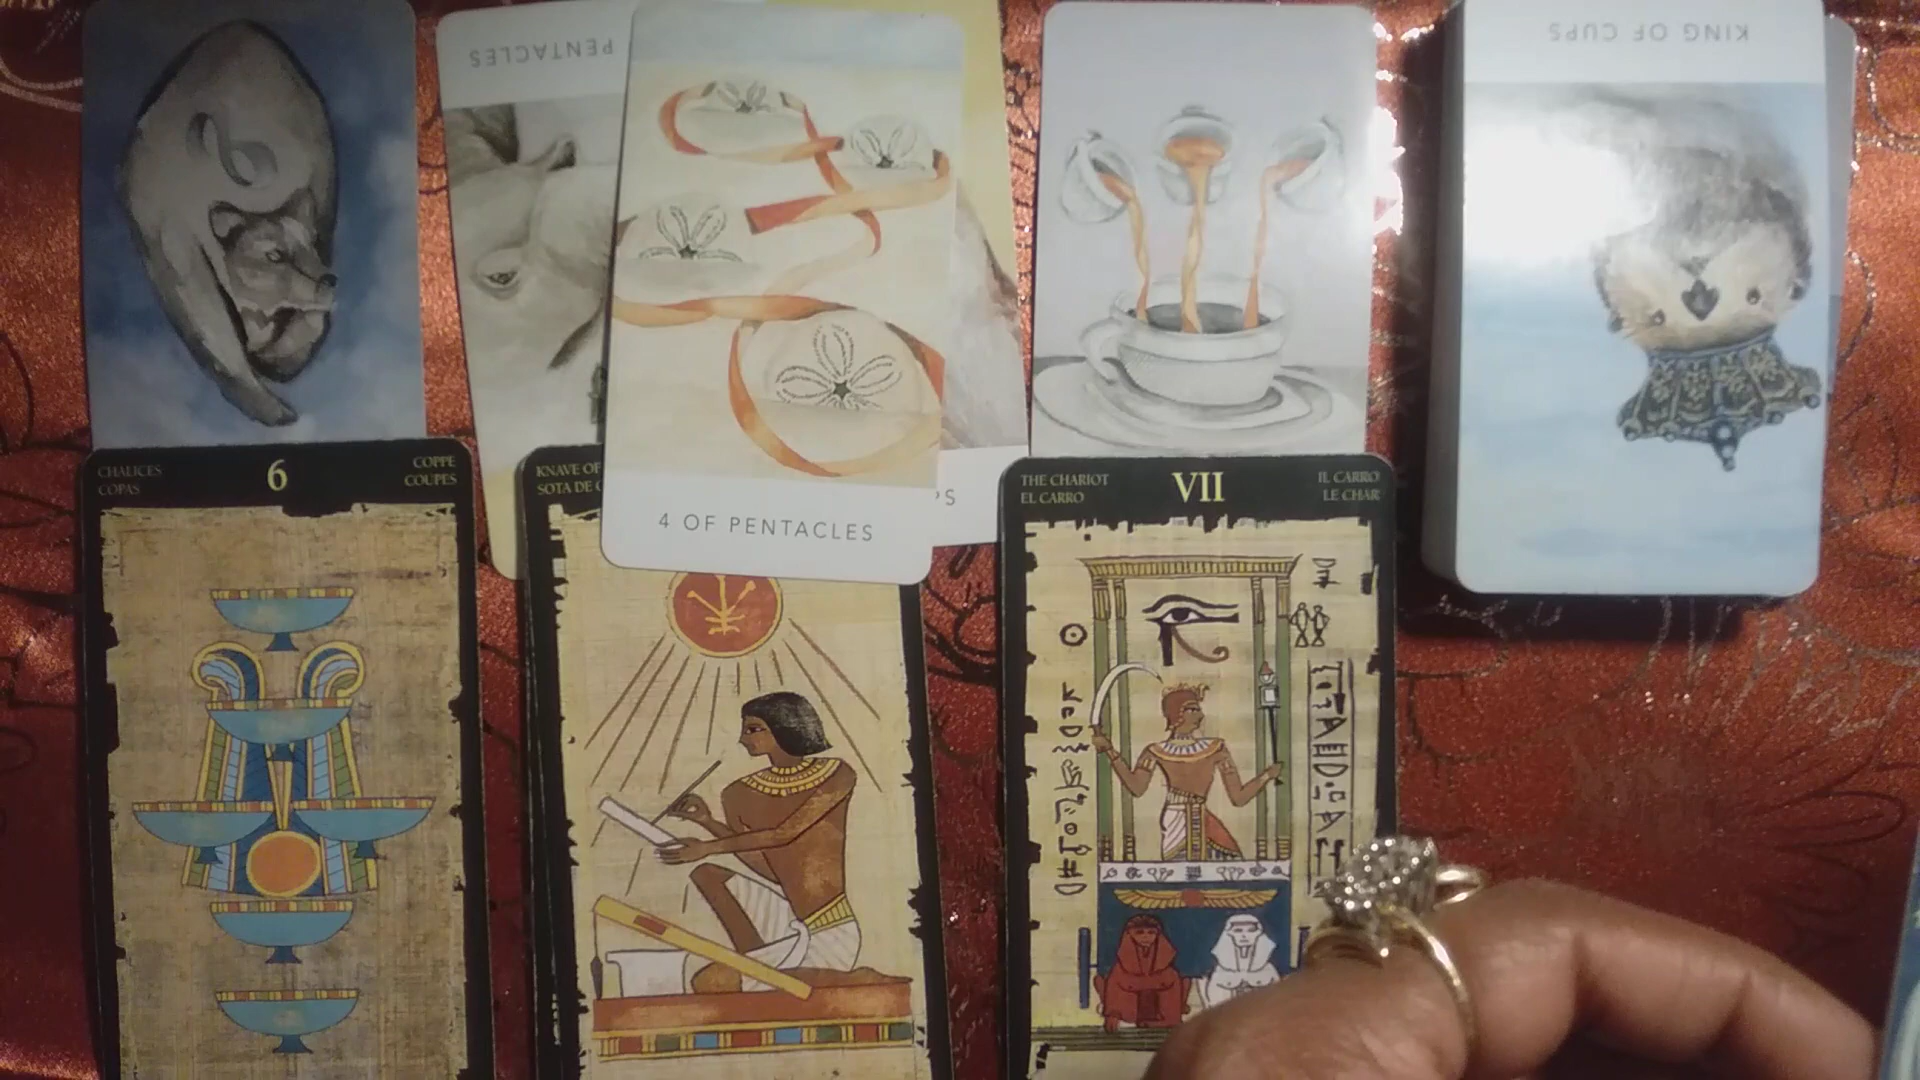 PENTACLES
KING OF CUPS
4 OF PENTACLES
PS
CHALICES
COPAS
6
COPPE
COUPES
KNAVE OF
SOTA DE
THE CHARIOT
EL CARRO
VII
IL CARRO
LE CHAR